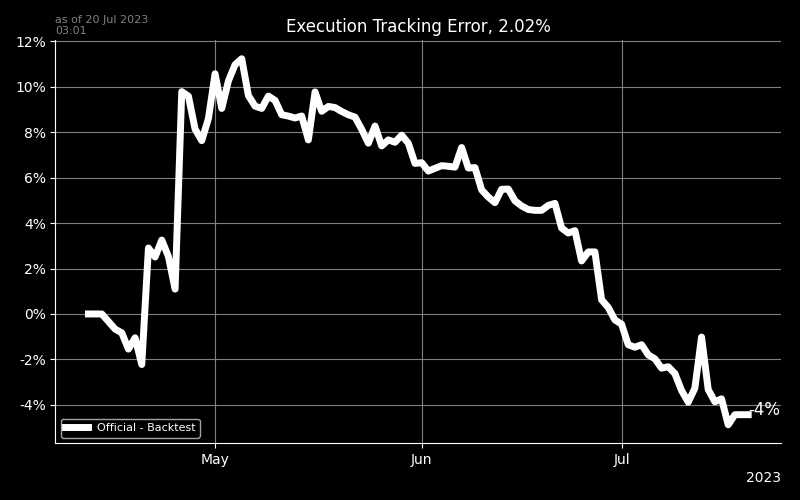 as of 20 Jul 2023
03:01
Execution Tracking Error, 2.02%
12%
10%
8%
6%
4%
2%
0%
-2%
-4%
-4%
Official - Backtest
May
Jun
Jul
2023